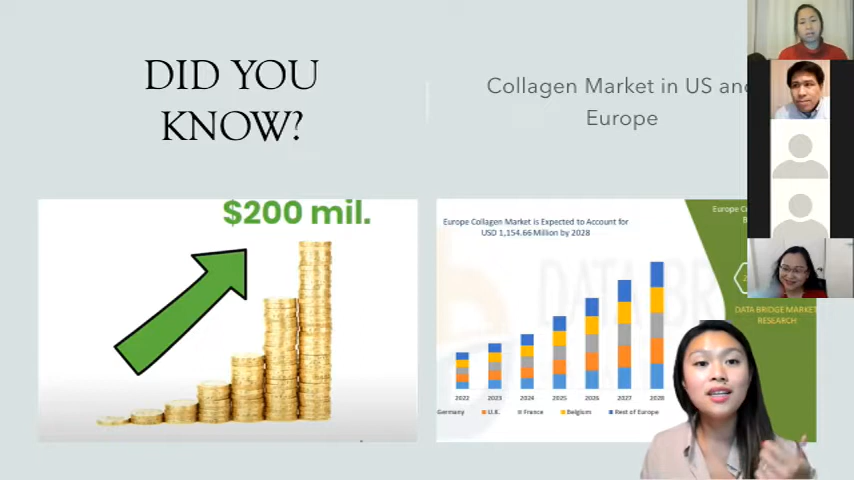 DID YOU
KNOW?
Collagen Market in US and
Europe
$200 mil.
Europe Collagen Market is Expected to Account for
USD 1,154.66 Million by 2028
Europe
DATA BRIDGE MARKET
RESEARCH
2022 2023 2024 2025 2026 2027 2028
Germany U.K. France Belgium Rest of Europe